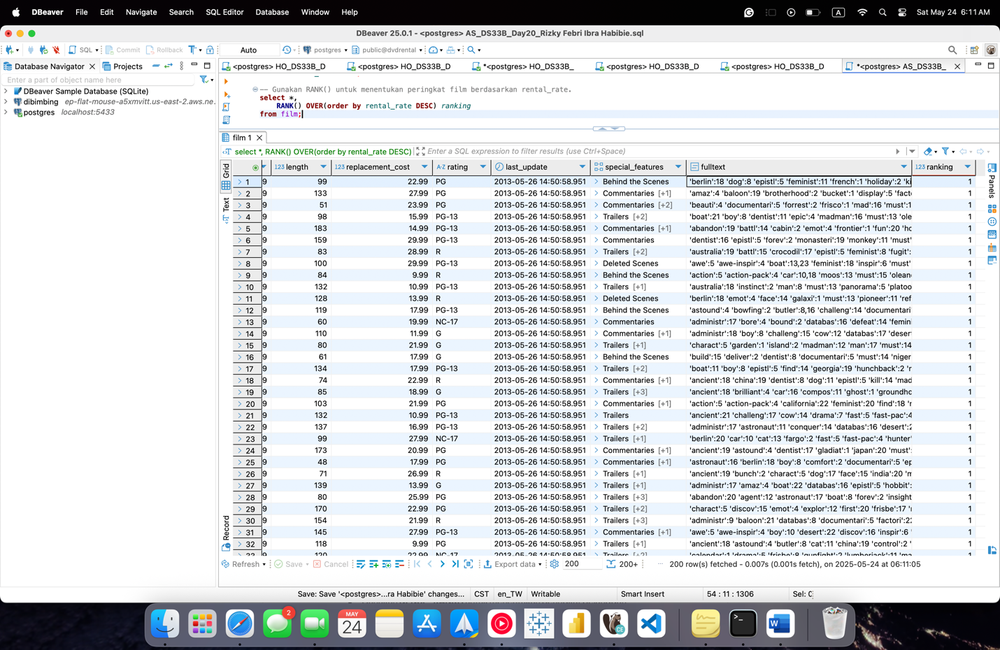 DBeaver File Edit Navigate Search SQL Editor Database Window Help
A Sat May 24 6:11 AM
DBeaver 25.0.1 - <postgres> AS_DS33B_Day20_Rizky Febri Ibra Habibie.sql
SQL Commit Rollback Auto postgres public@dvdrental
Database Navigator Projects
<postgres> HO_DS33B_D <postgres> HO_DS33B_D *<postgres> HO_DS33B_ <postgres> HO_DS33B_D <postgres> HO_DS33B_D *<postgres> AS_DS33B_
Enter a part of object name here
DBeaver Sample Database (SQLite)
dibimbing ep-flat-mouse-a5xmvitt.us-east-2.aws.ne
postgres localhost:5433
-- Gunakan RANK() untuk menentukan peringkat film berdasarkan rental_rate.
select *,
RANK() OVER(order by rental_rate DESC) ranking
from film;
film 1
select *, RANK() OVER(order by rental_rate DESC) Enter a SQL expression to filter results (use Ctrl+Space)
Grid
Text
Record
Panels
123 length 123 replacement_cost A-Z rating last_update special_features fulltext 123 ranking
1 9 99 22.99 PG 2013-05-26 14:50:58.951 Behind the Scenes 'berlin':18 'dog':8 'epistl':5 'feminist':11 'french':1 'holiday':2 'ki 1
2 9 133 27.99 PG 2013-05-26 14:50:58.951 Commentaries [+1] 'amaz':4 'baloon':19 'brotherhood':2 'bucket':1 'display':5 'fact 1
3 9 51 23.99 PG 2013-05-26 14:50:58.951 Commentaries [+2] 'beauti':4 'documentari':5 'forrest':2 'frisco':1 'mad':16 'must':1 1
4 9 98 15.99 PG-13 2013-05-26 14:50:58.951 Trailers [+2] 'boat':21 'boy':8 'dentist':11 'epic':4 'madman':16 'must':13 'ole 1
5 9 183 14.99 PG-13 2013-05-26 14:50:58.951 Commentaries [+1] 'abandon':19 'battl':14 'cabin':2 'emot':4 'frontier':1 'fun':20 'hc 1
6 9 159 29.99 PG-13 2013-05-26 14:50:58.951 Commentaries 'dentist':16 'epistl':5 'forev':2 'monasteri':19 'monkey':11 'must' 1
7 9 83 28.99 R 2013-05-26 14:50:58.951 Trailers [+2] 'australia':19 'battl':15 'crocodil':17 'epistl':5 'feminist':8 'fugit': 1
8 9 100 29.99 PG-13 2013-05-26 14:50:58.951 Deleted Scenes 'awe':5 'awe-inspir':4 'boat':13,23 'feminist':18 'inspir':6 'must' 1
9 9 84 9.99 R 2013-05-26 14:50:58.951 Behind the Scenes 'action':5 'action-pack':4 'car':10,18 'moos':13 'must':15 'olean 1
10 9 132 10.99 PG-13 2013-05-26 14:50:58.951 Trailers [+1] 'australia':18 'instinct':2 'man':8 'must':13 'panorama':5 'platoo 1
11 9 128 13.99 R 2013-05-26 14:50:58.951 Deleted Scenes 'berlin':18 'emot':4 'face':14 'galaxi':1 'must':13 'pioneer':11 'ref 1
12 9 119 17.99 PG-13 2013-05-26 14:50:58.951 Behind the Scenes 'astound':4 'bowfing':2 'butler':8,16 'challeng':14 'documentari 1
13 9 60 19.99 NC-17 2013-05-26 14:50:58.951 Commentaries 'administr':17 'bore':4 'bound':2 'databas':16 'defeat':14 'femin 1
14 9 110 11.99 G 2013-05-26 14:50:58.951 Commentaries [+1] 'administr':18 'boy':8 'challeng':15 'cow':12 'databas':17 'deser 1
15 9 80 21.99 G 2013-05-26 14:50:58.951 Trailers [+1] 'charact':5 'garden':1 'island':2 'madman':12 'man':17 'must':14 1
16 9 61 17.99 G 2013-05-26 14:50:58.951 Behind the Scenes 'build':15 'deliver':2 'dentist':8 'documentari':5 'must':14 'niger 1
17 9 134 17.99 PG-13 2013-05-26 14:50:58.951 Trailers [+2] 'boat':11 'boy':8 'epistl':5 'find':14 'georgia':19 'hunchback':2 'r 1
18 9 74 22.99 R 2013-05-26 14:50:58.951 Commentaries [+1] 'ancient':18 'china':19 'dentist':8 'dog':11 'epistl':5 'kill':14 'mad 1
19 9 85 18.99 G 2013-05-26 14:50:58.951 Trailers [+3] 'ancient':18 'brilliant':4 'car':16 'compos':11 'ghost':1 'groundhc 1
20 9 103 21.99 PG 2013-05-26 14:50:58.951 Commentaries [+1] 'action':5 'action-pack':4 'california':22 'feminist':20 'find':18 'r 1
21 9 132 10.99 PG-13 2013-05-26 14:50:58.951 Trailers 'ancient':21 'challeng':17 'cow':14 'drama':7 'fast':5 'fast-pac':4 1
22 9 137 16.99 PG-13 2013-05-26 14:50:58.951 Trailers [+2] 'administr':17 'astronaut':11 'conquer':14 'databas':16 'desert':2 1
23 9 99 27.99 NC-17 2013-05-26 14:50:58.951 Trailers [+1] 'berlin':20 'car':10 'cat':13 'fargo':2 'fast':5 'fast-pac':4 'hunter' 1
24 9 173 20.99 PG 2013-05-26 14:50:58.951 Commentaries [+1] 'ancient':19 'astound':4 'dentist':17 'gladiat':1 'japan':20 'must': 1
25 9 48 17.99 PG 2013-05-26 14:50:58.951 Commentaries [+1] 'astronaut':16 'berlin':18 'boy':8 'comfort':2 'documentari':5 'ep 1
26 9 71 26.99 R 2013-05-26 14:50:58.951 Trailers [+1] 'ancient':19 'bunch':2 'charact':5 'dog':17 'face':15 'india':20 'm 1
27 9 139 13.99 G 2013-05-26 14:50:58.951 Trailers [+1] 'administr':17 'amaz':4 'boat':22 'databas':16 'epistl':5 'hobbit': 1
28 9 80 25.99 PG 2013-05-26 14:50:58.951 Trailers [+3] 'abandon':20 'agent':12 'astronaut':17 'boat':8 'forev':2 'insight 1
29 9 170 22.99 PG 2013-05-26 14:50:58.951 Trailers [+2] 'charact':5 'discov':15 'emot':4 'explor':12 'first':20 'frisbe':17 ' 1
30 9 154 21.99 R 2013-05-26 14:50:58.951 Trailers [+3] 'administr':9 'baloon':21 'databas':8 'documentari':5 'factori':22 1
31 9 145 27.99 PG-13 2013-05-26 14:50:58.951 Commentaries [+1] 'awe':5 'awe-inspir':4 'boy':10 'desert':22 'discov':16 'inspir':6 1
32 9 118 9.99 PG 2013-05-26 14:50:58.951 Trailers [+1] 'ancient':18 'astound':4 'butler':8 'cat':11 'china':19 'control':2 ' 1
Refresh Save Cancel Export data 200 200+ ··· 200 row(s) fetched - 0.007s (0.001s fetch), on 2025-05-24 at 06:11:05
Save: Save '<postgres>...ra Habibie' changes... CST en_TW Writable Smart Insert 54 : 11 : 1306
2
MAY
24
CE
>_
W